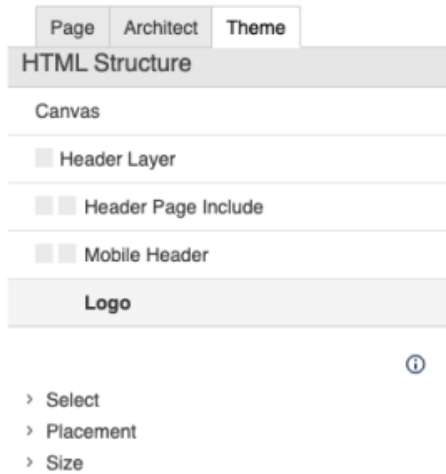 Page Architect Theme
HTML Structure
Canvas
Header Layer
Header Page Include
Mobile Header
Logo
Select
Placement
Size